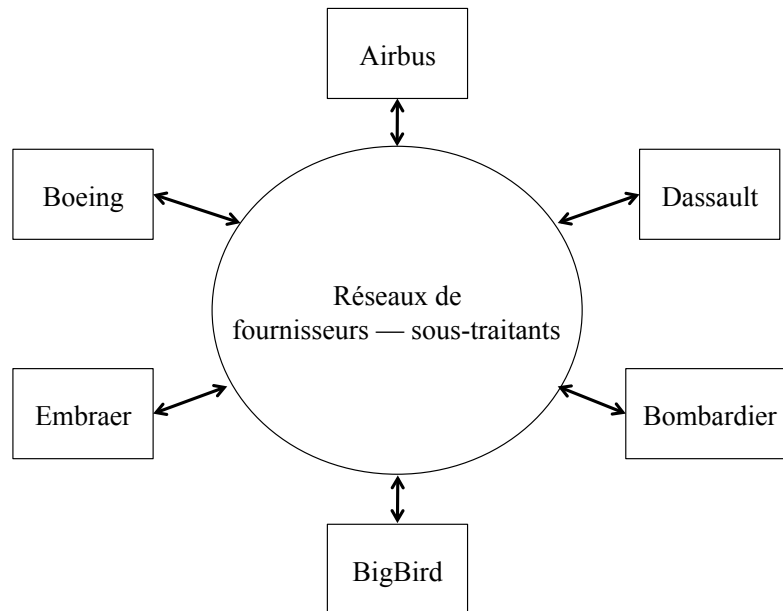 Airbus
Boeing
Dassault
Réseaux de
fournisseurs — sous-traitants
Embraer
Bombardier
BigBird